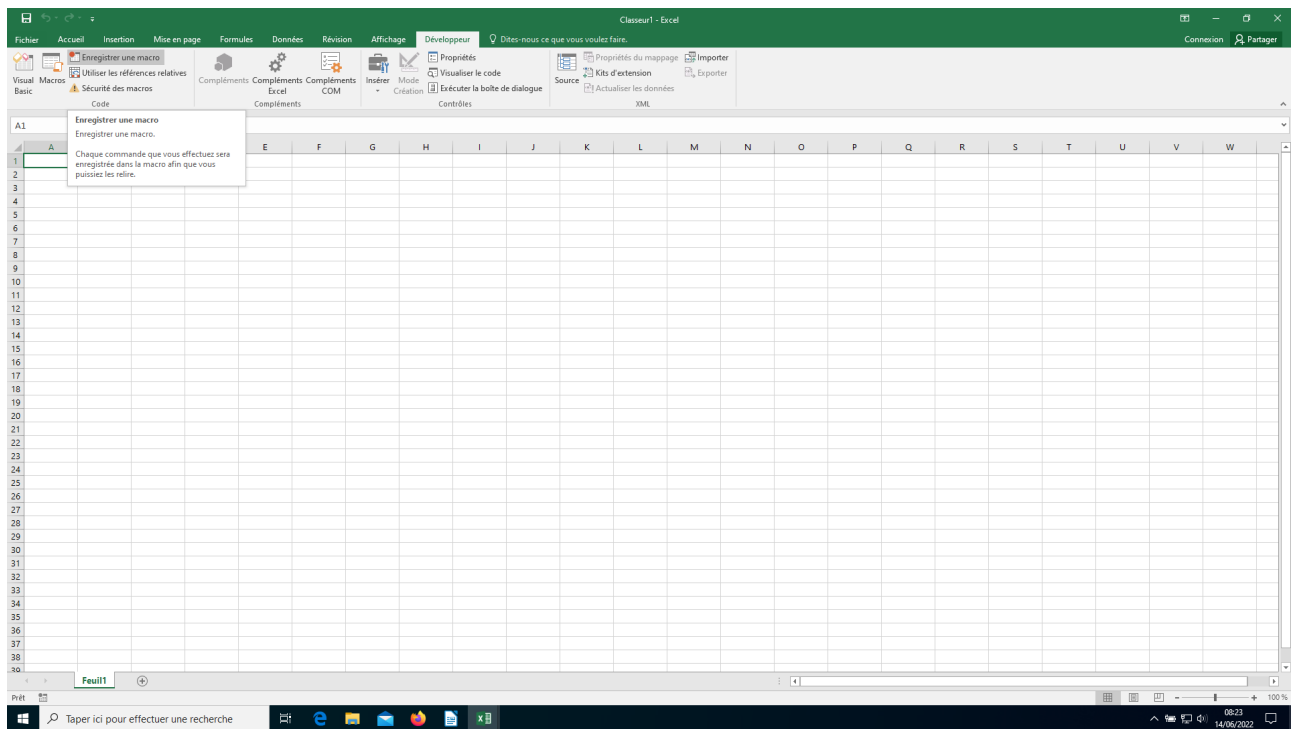 Classeur1 - Excel
Fichier Accueil Insertion Mise en page Formules Données Révision Affichage Développeur Dites-nous ce que vous voulez faire. Connexion Partager
Visual Basic
Macros
Enregistrer une macro
Utiliser les références relatives
Sécurité des macros
Code
Compléments
Compléments Excel
Compléments COM
Compléments
Insérer
Mode Création
Propriétés
Visualiser le code
Exécuter la boîte de dialogue
Contrôles
Source
Propriétés du mappage
Kits d'extension
Actualiser les données
Importer
Exporter
XML
A1
Enregistrer une macro
Enregistrer une macro.
Chaque commande que vous effectuez sera
enregistrée dans la macro afin que vous
puissiez les relire.
A E F G H I J K L M N O P Q R S T U V W
1
2
3
4
5
6
7
8
9
10
11
12
13
14
15
16
17
18
19
20
21
22
23
24
25
26
27
28
29
30
31
32
33
34
35
36
37
38
39
Feuil1
Prêt
100 %
Taper ici pour effectuer une recherche
08:23
14/06/2022